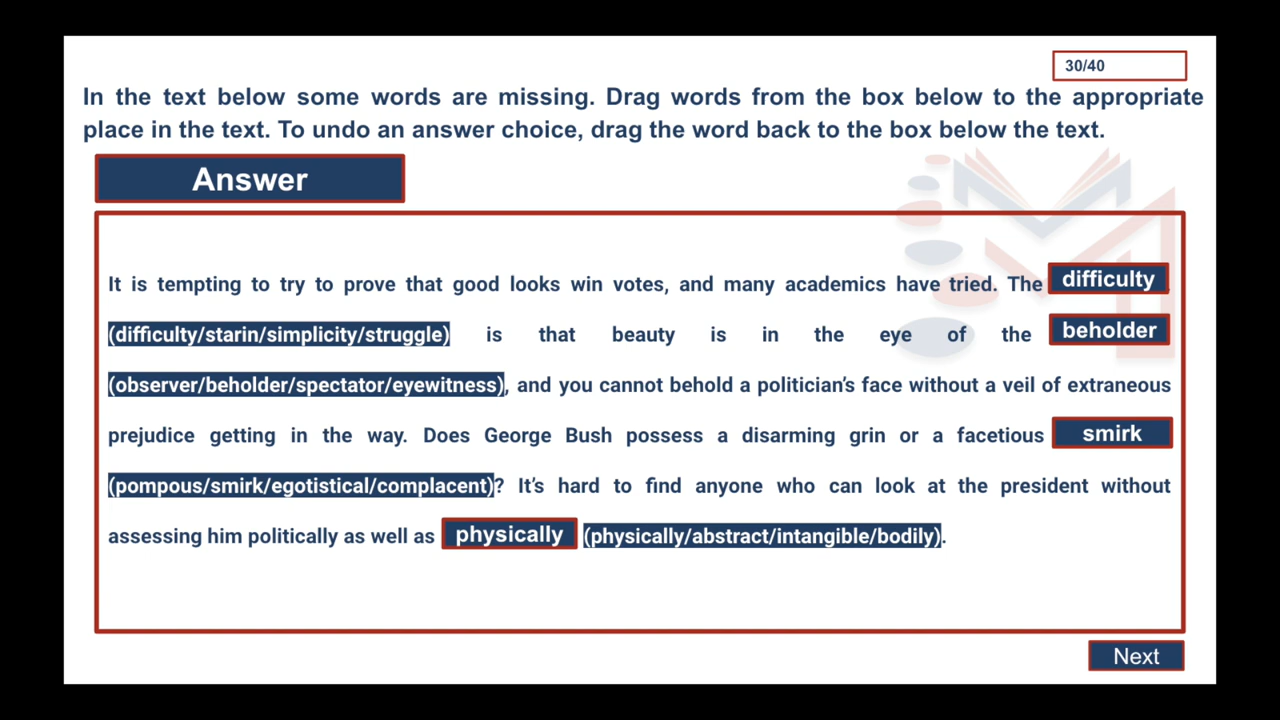 30/40
In the text below some words are missing. Drag words from the box below to the appropriate
place in the text. To undo an answer choice, drag the word back to the box below the text.
Answer
It is tempting to try to prove that good looks win votes, and many academics have tried. The difficulty
(difficulty/starin/simplicity/struggle) is that beauty is in the eye of the beholder
(observer/beholder/spectator/eyewitness), and you cannot behold a politician's face without a veil of extraneous
prejudice getting in the way. Does George Bush possess a disarming grin or a facetious smirk
(pompous/smirk/egotistical/complacent)? It's hard to find anyone who can look at the president without
assessing him politically as well as physically (physically/abstract/intangible/bodily).
Next